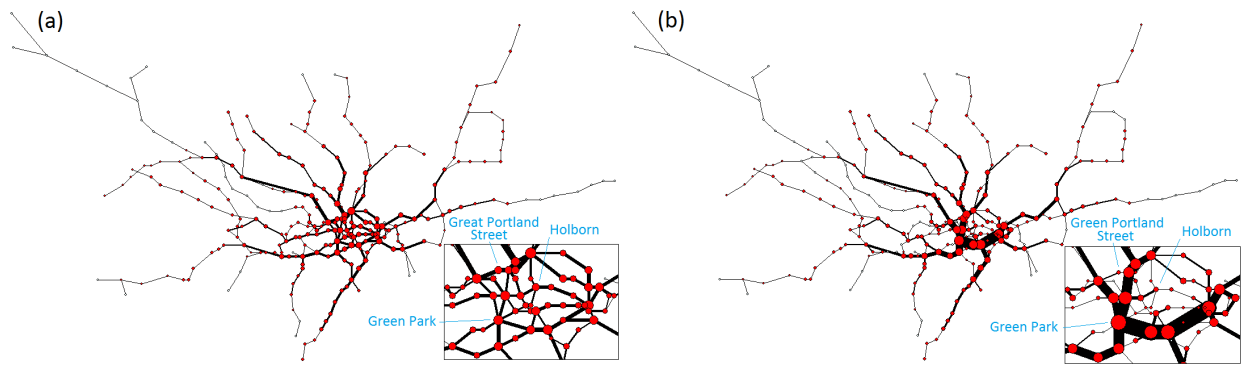 (a)
Great Portland
Street
Holborn
Green Park
(b)
Green Portland
Street
Holborn
Green Park